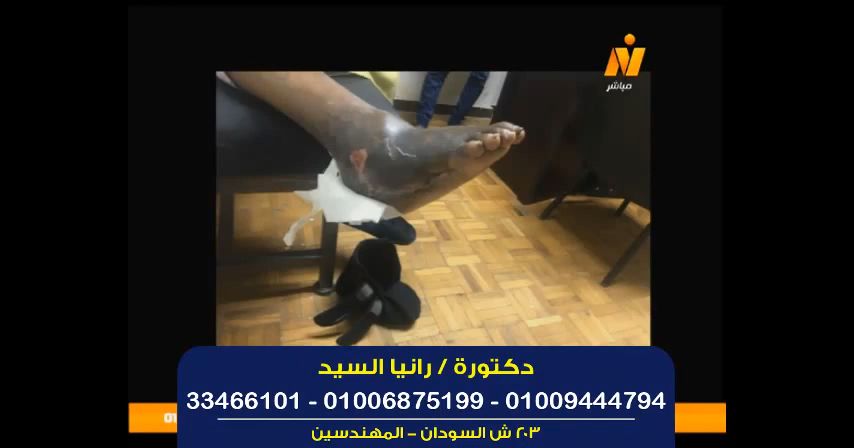 مباشر
دكتورة / رانيا السيد
33466101 - 01006875199 - 01009444794
٢٠٣ ش السودان - المهندسين